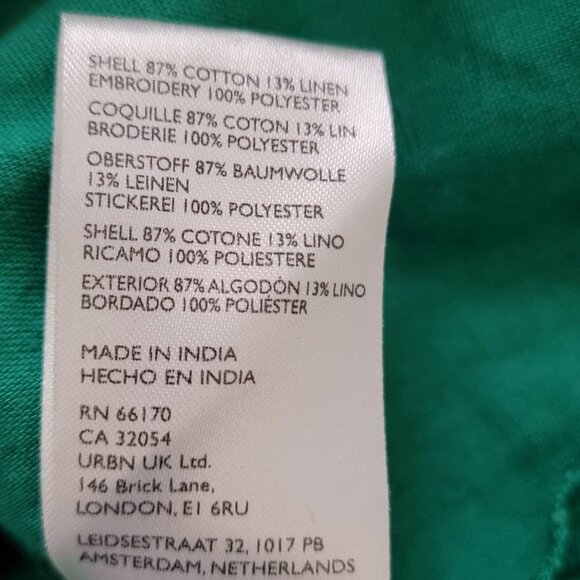 SHELL 87% COTTON 13% LINEN
EMBROIDERY 100% POLYESTER
COQUILLE 87% COTON 13% LIN
BRODERIE 100% POLYESTER
OBERSTOFF 87% BAUMWOLLE
13% LEINEN
STICKEREI 100% POLYESTER
SHELL 87% COTONE 13% LINO
RICAMO 100% POLIESTERE
EXTERIOR 87% ALGODÓN 13% LINO
BORDADO 100% POLIÉSTER
MADE IN INDIA
HECHO EN INDIA
RN 66170
CA 32054
URBN UK Ltd.
146 Brick Lane,
LONDON, E1 6RU
LEIDSESTRAAT 32, 1017 PB
AMSTERDAM, NETHERLANDS